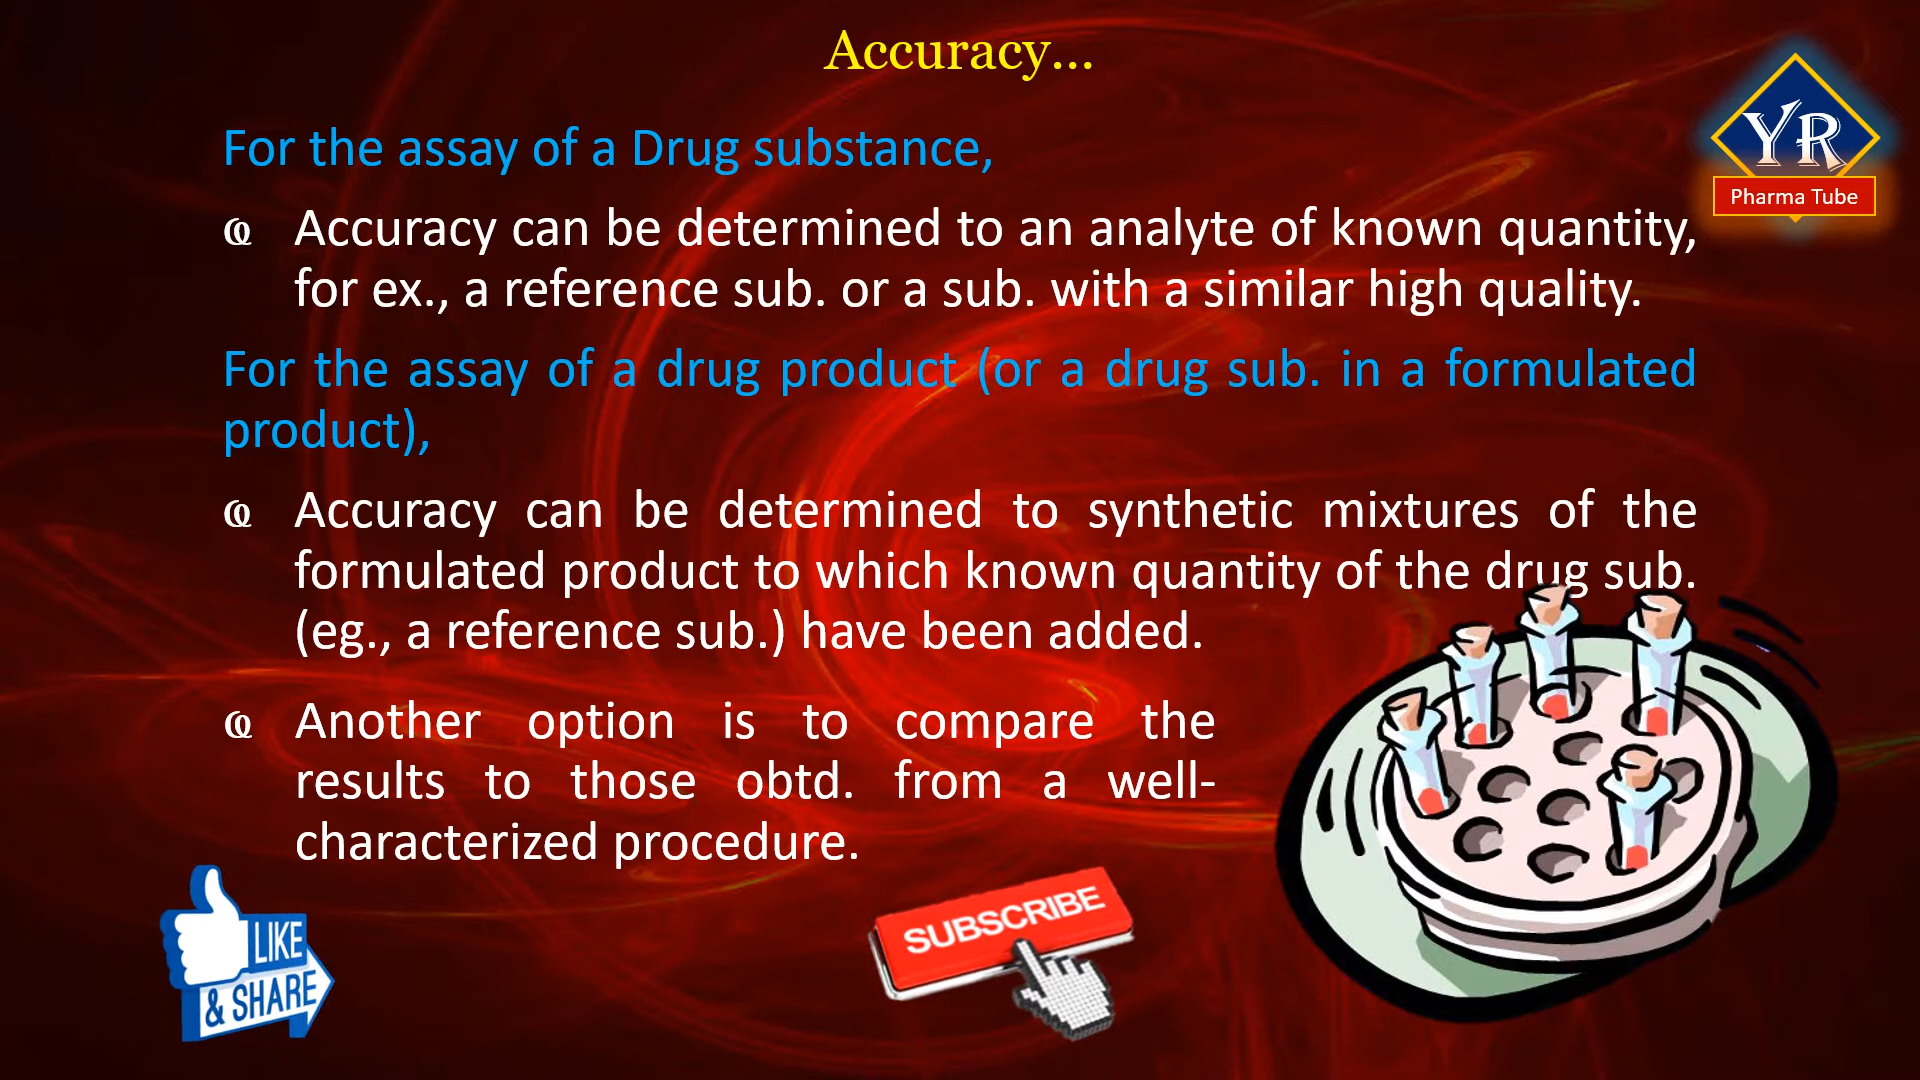 Accuracy...
YR
Pharma Tube
For the assay of a Drug substance,
Accuracy can be determined to an analyte of known quantity,
for ex., a reference sub. or a sub. with a similar high quality.
For the assay of a drug product (or a drug sub. in a formulated
product),
Accuracy can be determined to synthetic mixtures of the
formulated product to which known quantity of the drug sub.
(eg., a reference sub.) have been added.
Another option is to compare the
results to those obtd. from a well-
characterized procedure.
LIKE
& SHARE
SUBSCRIBE